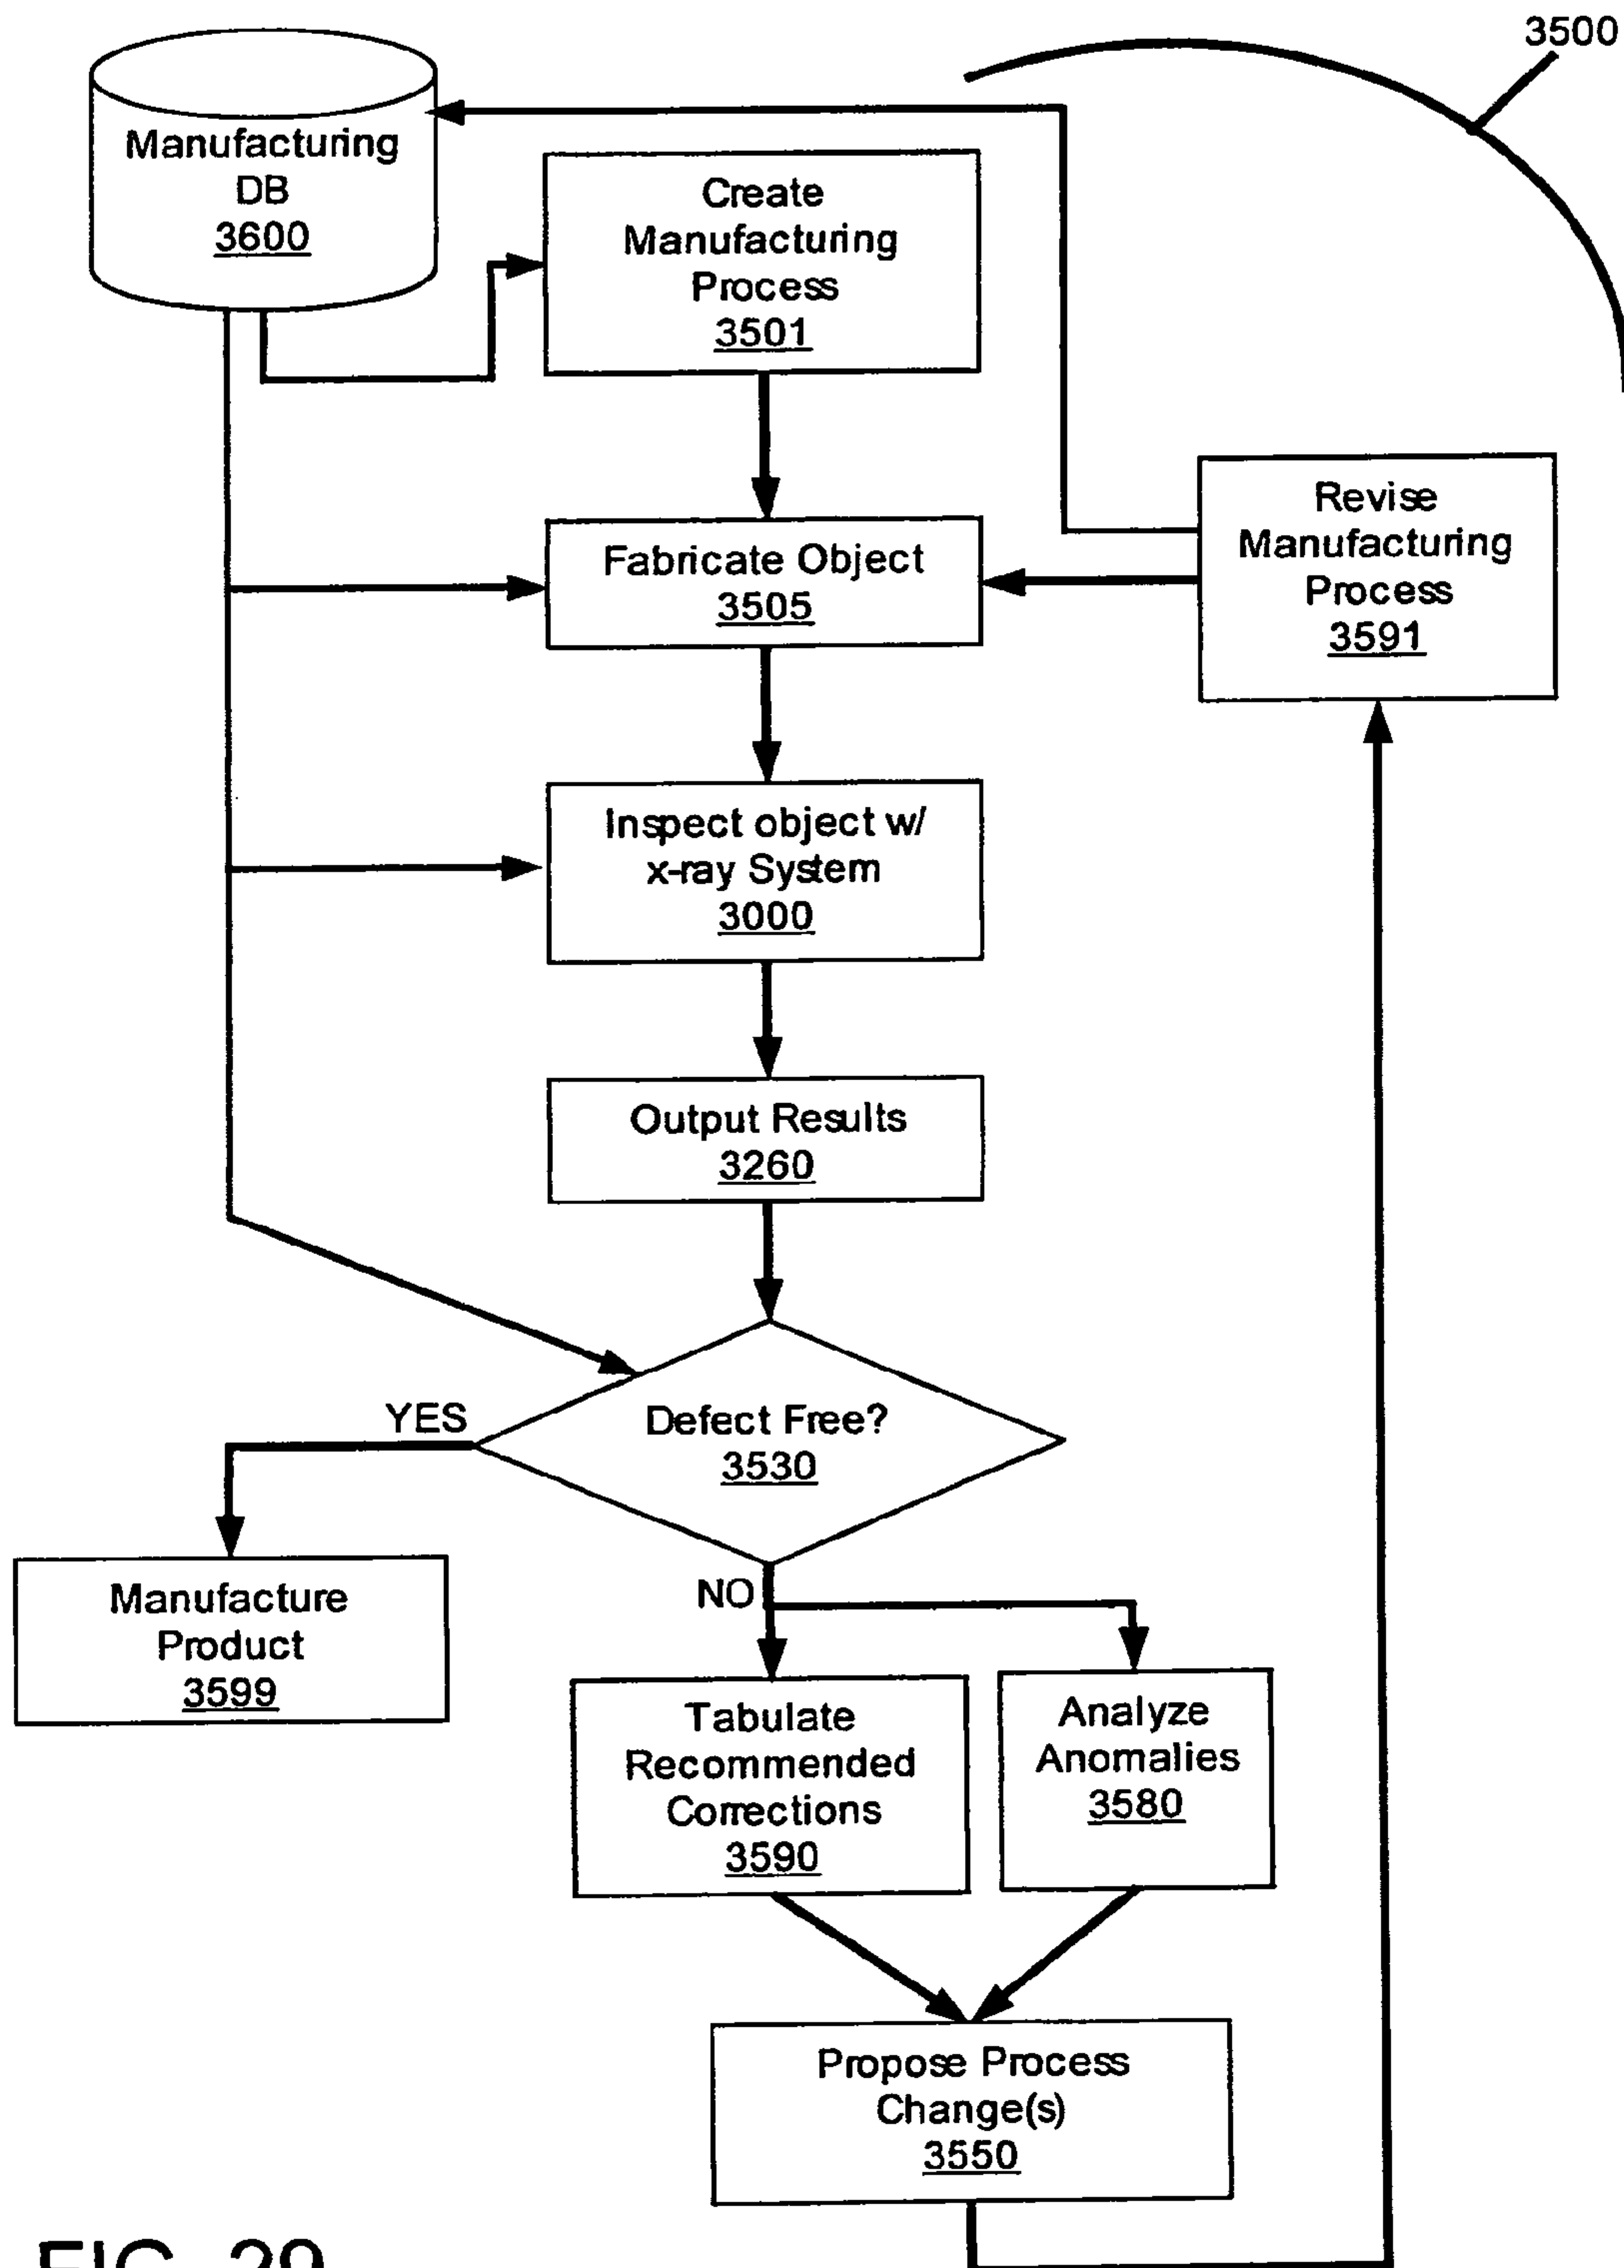 3500
Manufacturing
DB
3600
Create
Manufacturing
Process
3501
Revise
Manufacturing
Process
3591
Fabricate Object
3505
Inspect object w/
x-ray System
3000
Output Results
3260
Defect Free?
3530
YES
NO
Manufacture
Product
3599
Tabulate
Recommended
Corrections
3590
Analyze
Anomalies
3580
Propose Process
Change(s)
3550
FIG. 29